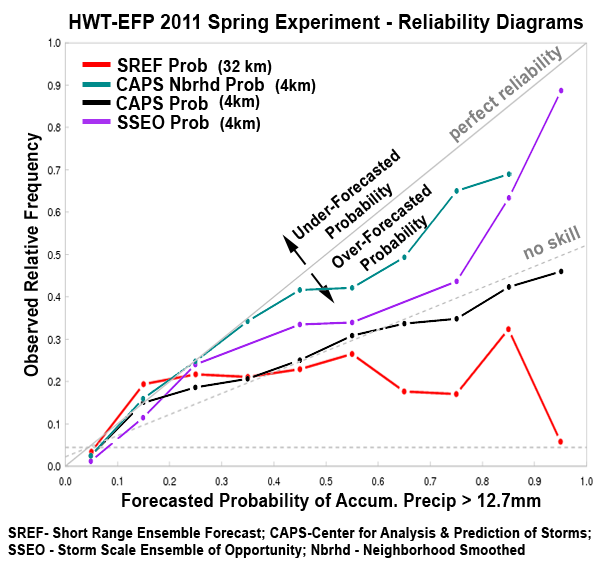 HWT-EFP 2011 Spring Experiment - Reliability Diagrams
SREF Prob (32 km)
CAPS Nbrhd Prob (4km)
CAPS Prob (4km)
SSEO Prob (4km)
perfect reliability
Under-Forecasted
Probability
Over-Forecasted
Probability
no skill
Observed Relative Frequency
1.0
0.9
0.8
0.7
0.6
0.5
0.4
0.3
0.2
0.1
0.0
0.0 0.1 0.2 0.3 0.4 0.5 0.6 0.7 0.8 0.9 1.0
Forecasted Probability of Accum. Precip > 12.7mm
SREF- Short Range Ensemble Forecast; CAPS-Center for Analysis & Prediction of Storms;
SSEO - Storm Scale Ensemble of Opportunity; Nbrhd - Neighborhood Smoothed